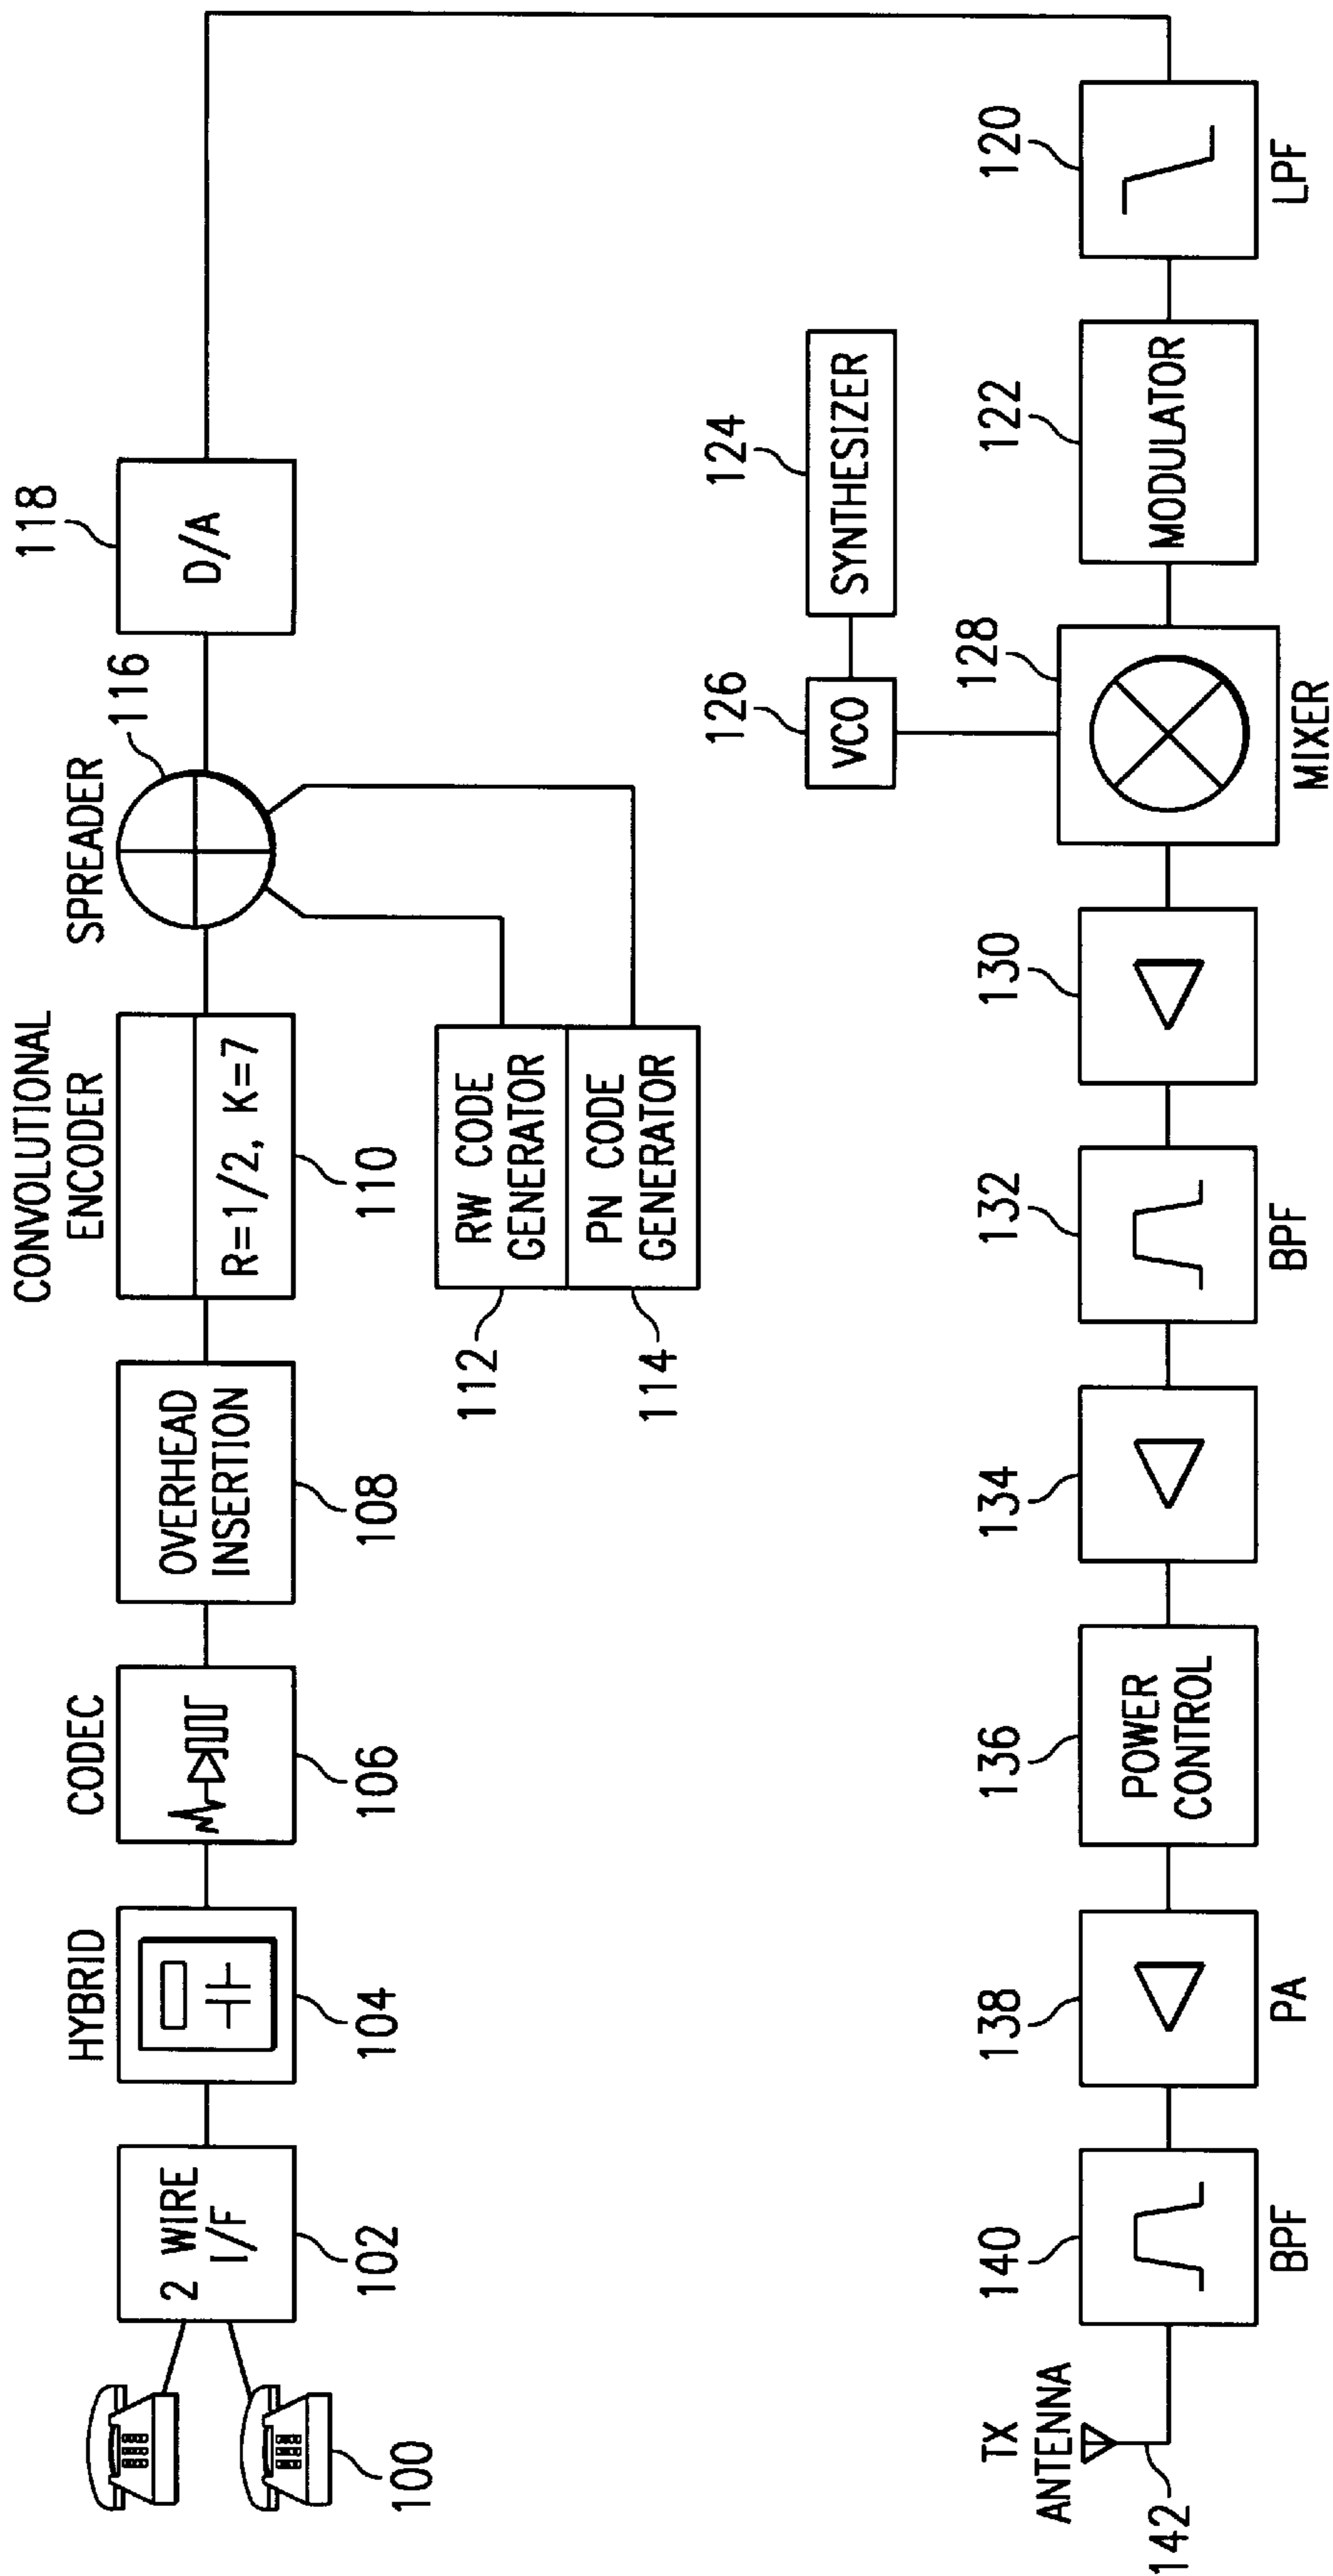 100
2 WIRE
I/F
102
HYBRID
104
CODEC
106
OVERHEAD
INSERTION
108
CONVOLUTIONAL
ENCODER
R=1/2, K=7
110
RW CODE
GENERATOR
112
PN CODE
GENERATOR
114
SPREADER
116
118
D/A
TX
ANTENNA
142
140
BPF
138
PA
136
POWER
CONTROL
134
132
BPF
130
128
MIXER
126
VCO
124
SYNTHESIZER
122
MODULATOR
120
LPF